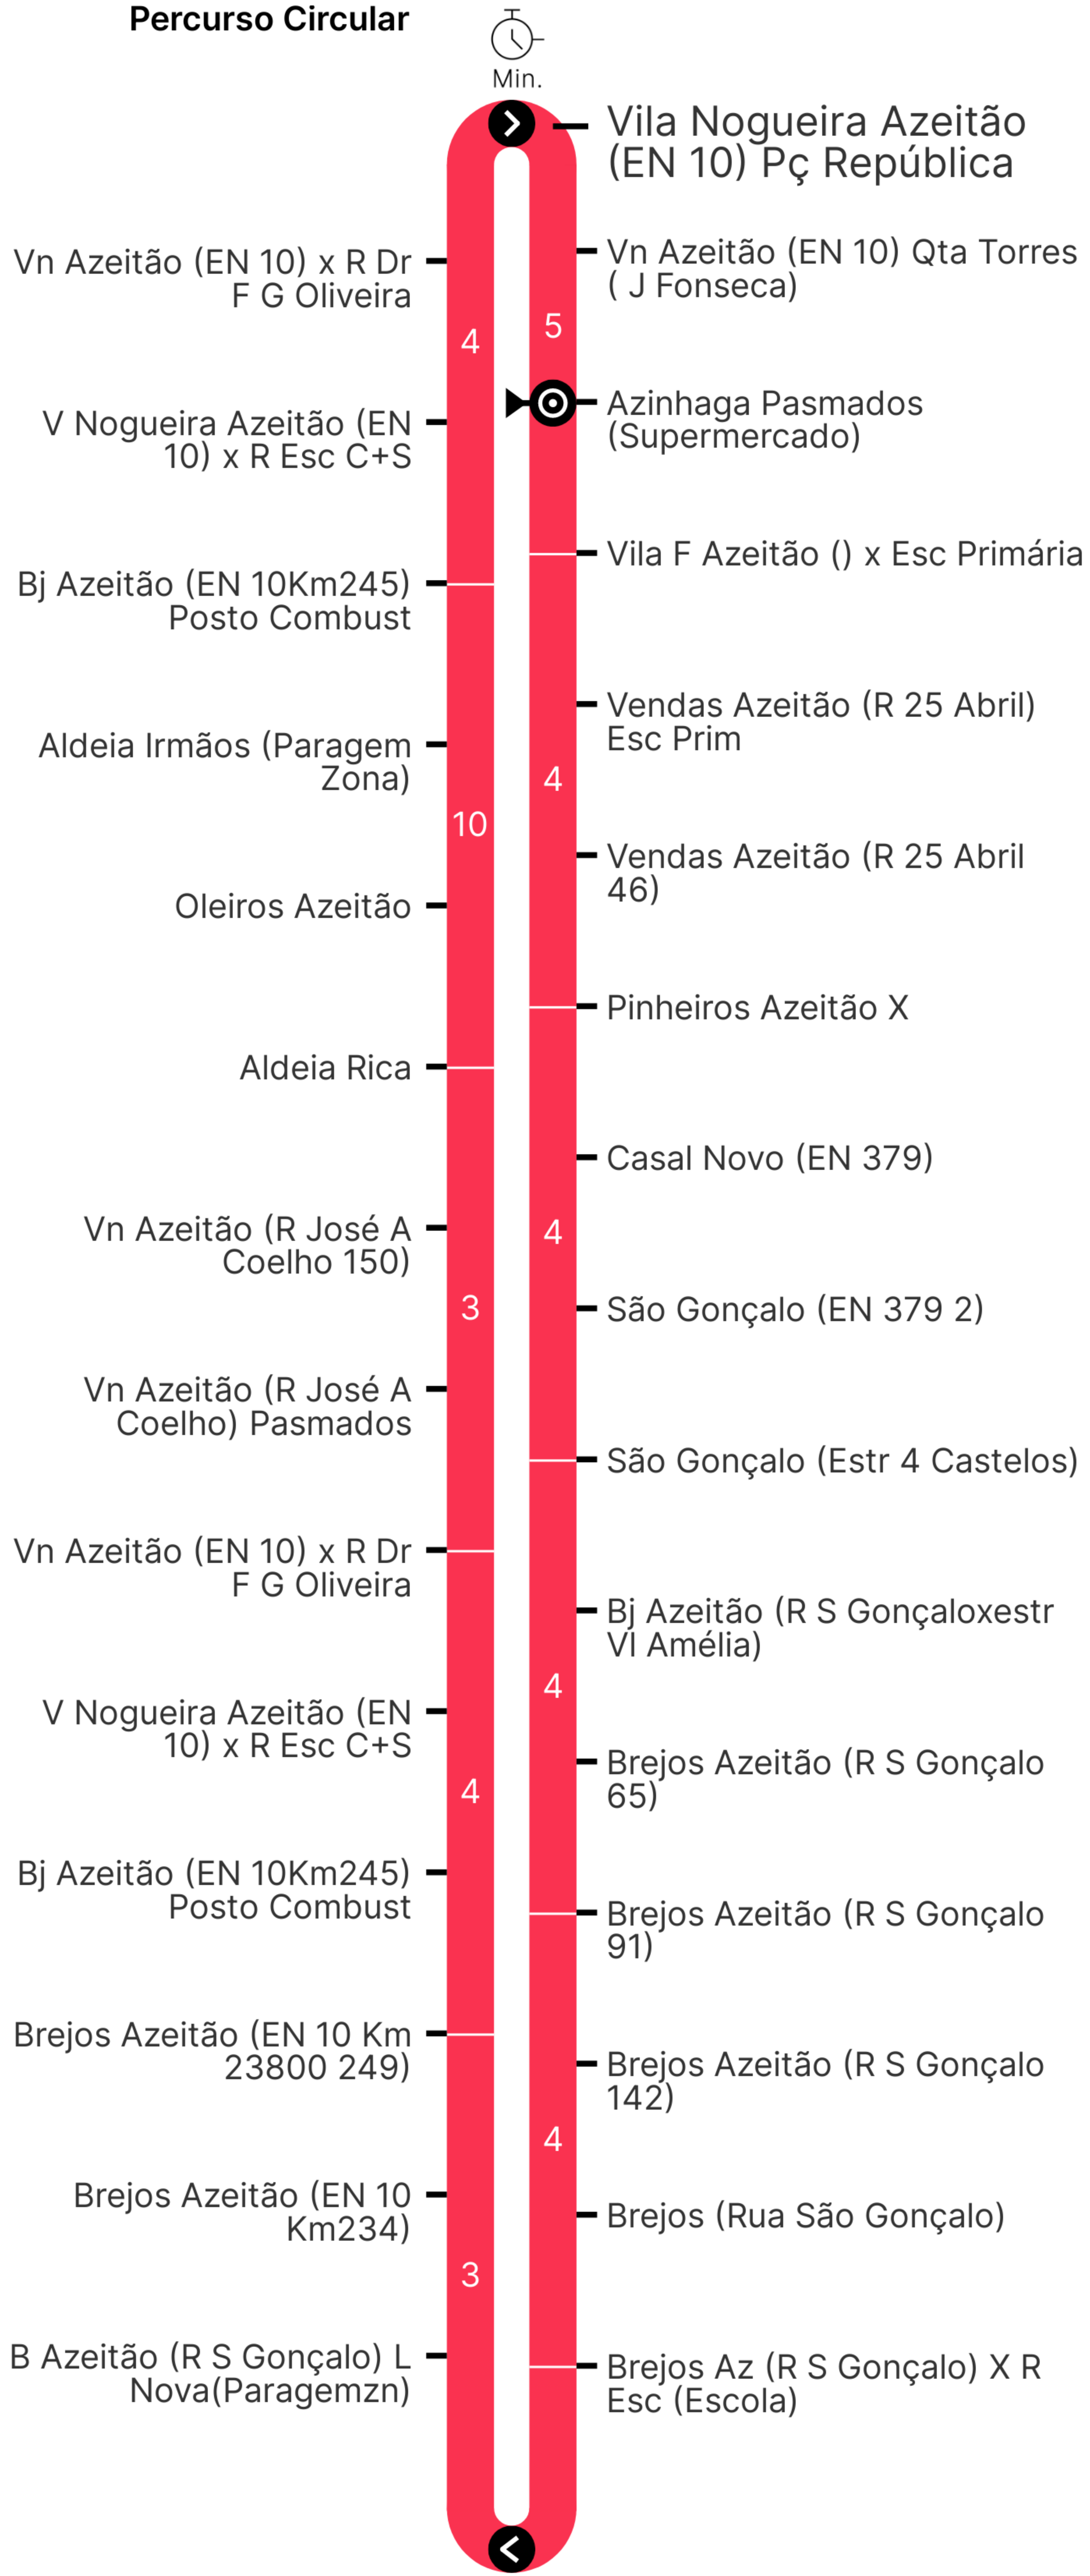 Percurso Circular
Min.
Vila Nogueira Azeitão
(EN 10) Pç República
Vn Azeitão (EN 10) Qta Torres
( J Fonseca)
5
Azinhaga Pasmados
(Supermercado)
Vila F Azeitão () x Esc Primária
Vendas Azeitão (R 25 Abril)
Esc Prim
4
Vendas Azeitão (R 25 Abril
46)
Pinheiros Azeitão X
Casal Novo (EN 379)
4
São Gonçalo (EN 379 2)
São Gonçalo (Estr 4 Castelos)
Bj Azeitão (R S Gonçaloxestr
Vl Amélia)
4
Brejos Azeitão (R S Gonçalo
65)
Brejos Azeitão (R S Gonçalo
91)
Brejos Azeitão (R S Gonçalo
142)
4
Brejos (Rua São Gonçalo)
Brejos Az (R S Gonçalo) X R
Esc (Escola)
Vn Azeitão (EN 10) x R Dr
F G Oliveira
4
V Nogueira Azeitão (EN
10) x R Esc C+S
Bj Azeitão (EN 10Km245)
Posto Combust
Aldeia Irmãos (Paragem
Zona)
10
Oleiros Azeitão
Aldeia Rica
Vn Azeitão (R José A
Coelho 150)
3
Vn Azeitão (R José A
Coelho) Pasmados
Vn Azeitão (EN 10) x R Dr
F G Oliveira
V Nogueira Azeitão (EN
10) x R Esc C+S
4
Bj Azeitão (EN 10Km245)
Posto Combust
Brejos Azeitão (EN 10 Km
23800 249)
Brejos Azeitão (EN 10
Km234)
3
B Azeitão (R S Gonçalo) L
Nova(Paragemzn)